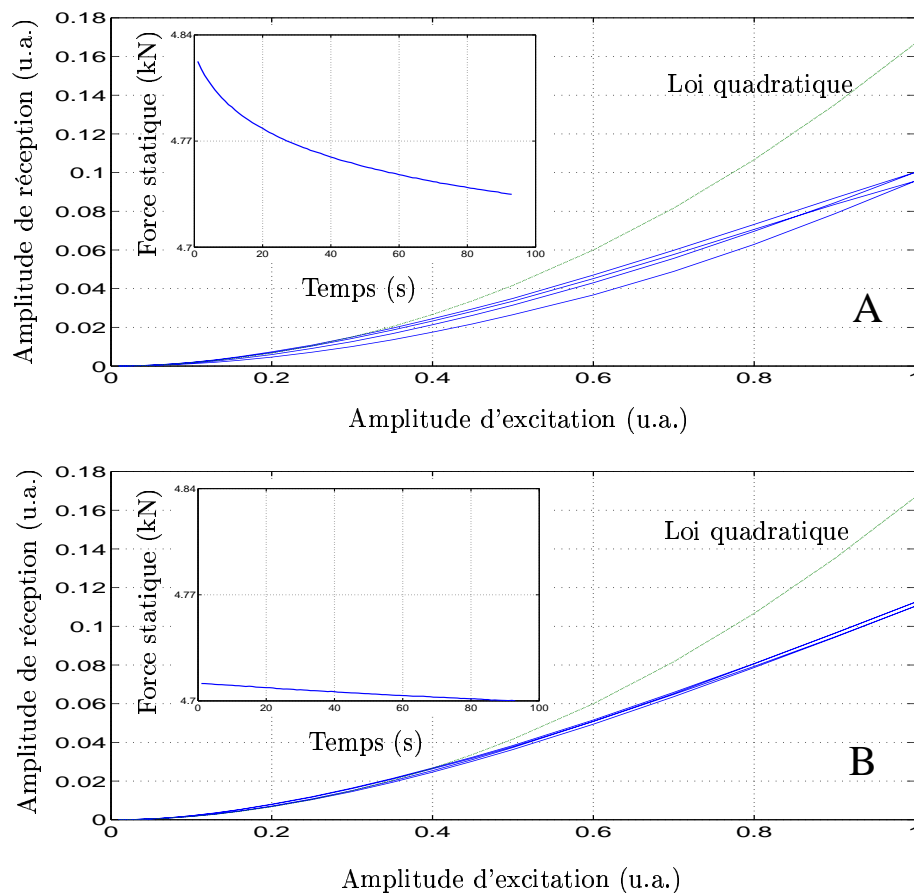 Amplitude de réception (u.a.)
0.18
0.16
0.14
0.12
0.1
0.08
0.06
0.04
0.02
0
0 0.2 0.4 0.6 0.8 1
Amplitude d'excitation (u.a.)
Loi quadratique
A
Force statique (kN)
4.84
4.77
4.7
0 20 40 60 80 100
Temps (s)
Amplitude de réception (u.a.)
0.18
0.16
0.14
0.12
0.1
0.08
0.06
0.04
0.02
0
0 0.2 0.4 0.6 0.8 1
Amplitude d'excitation (u.a.)
Loi quadratique
B
Force statique (kN)
4.84
4.77
4.7
0 20 40 60 80 100
Temps (s)